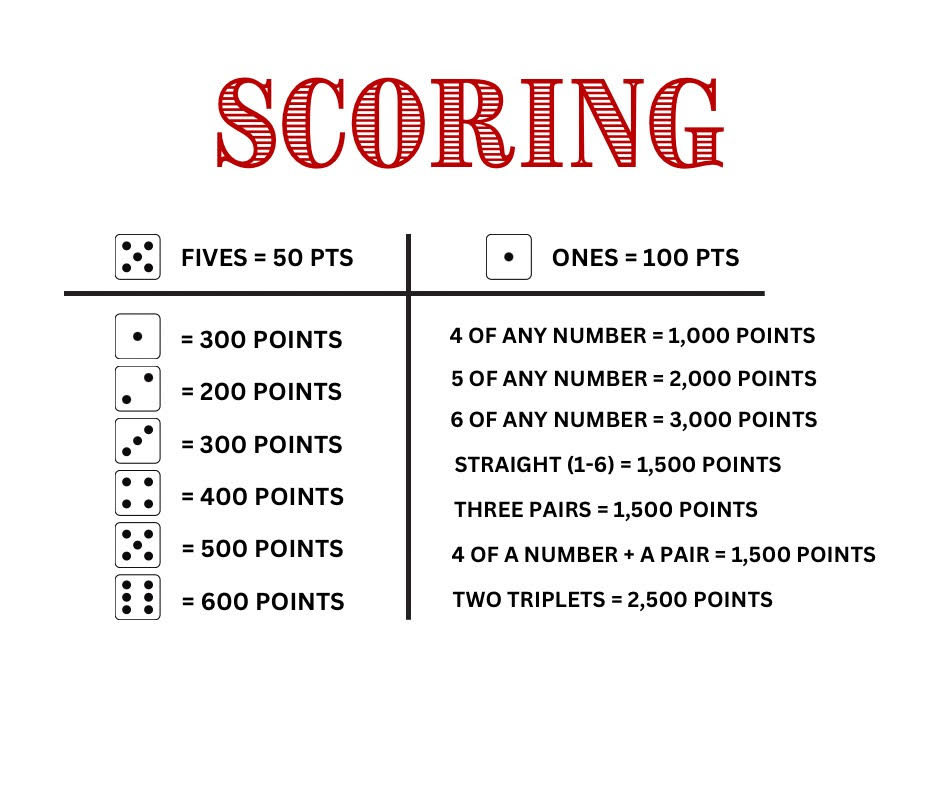 SCORING
FIVES = 50 PTS
ONES = 100 PTS
= 300 POINTS
= 200 POINTS
= 300 POINTS
= 400 POINTS
= 500 POINTS
= 600 POINTS
4 OF ANY NUMBER = 1,000 POINTS
5 OF ANY NUMBER = 2,000 POINTS
6 OF ANY NUMBER = 3,000 POINTS
STRAIGHT (1-6) = 1,500 POINTS
THREE PAIRS = 1,500 POINTS
4 OF A NUMBER + A PAIR = 1,500 POINTS
TWO TRIPLETS = 2,500 POINTS